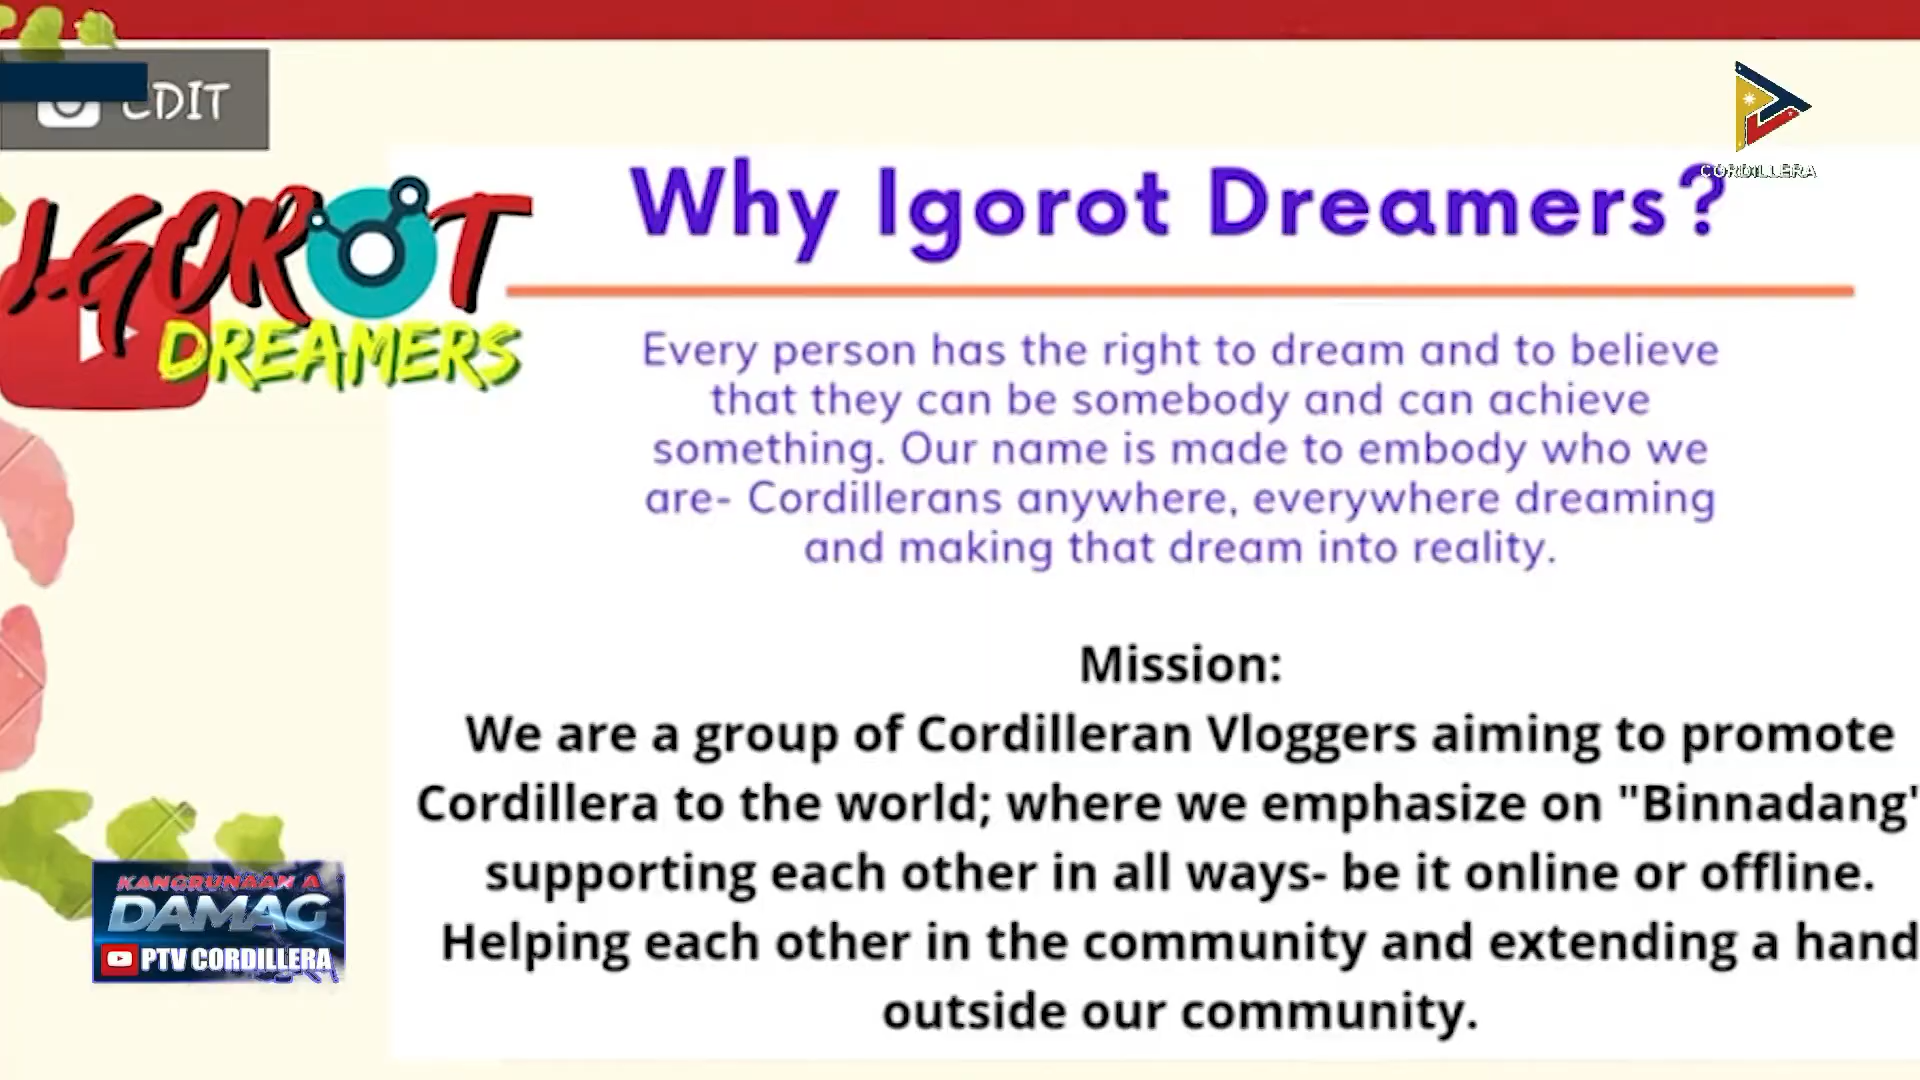 EDIT
CORDILLERA
IGOROT
DREAMERS
Why Igorot Dreamers?
Every person has the right to dream and to believe
that they can be somebody and can achieve
something. Our name is made to embody who we
are- Cordillerans anywhere, everywhere dreaming
and making that dream into reality.
Mission:
We are a group of Cordilleran Vloggers aiming to promote
Cordillera to the world; where we emphasize on "Binnadang"
supporting each other in all ways- be it online or offline.
Helping each other in the community and extending a hand
outside our community.
KANGRUNAAN A
DAMAG
PTV CORDILLERA